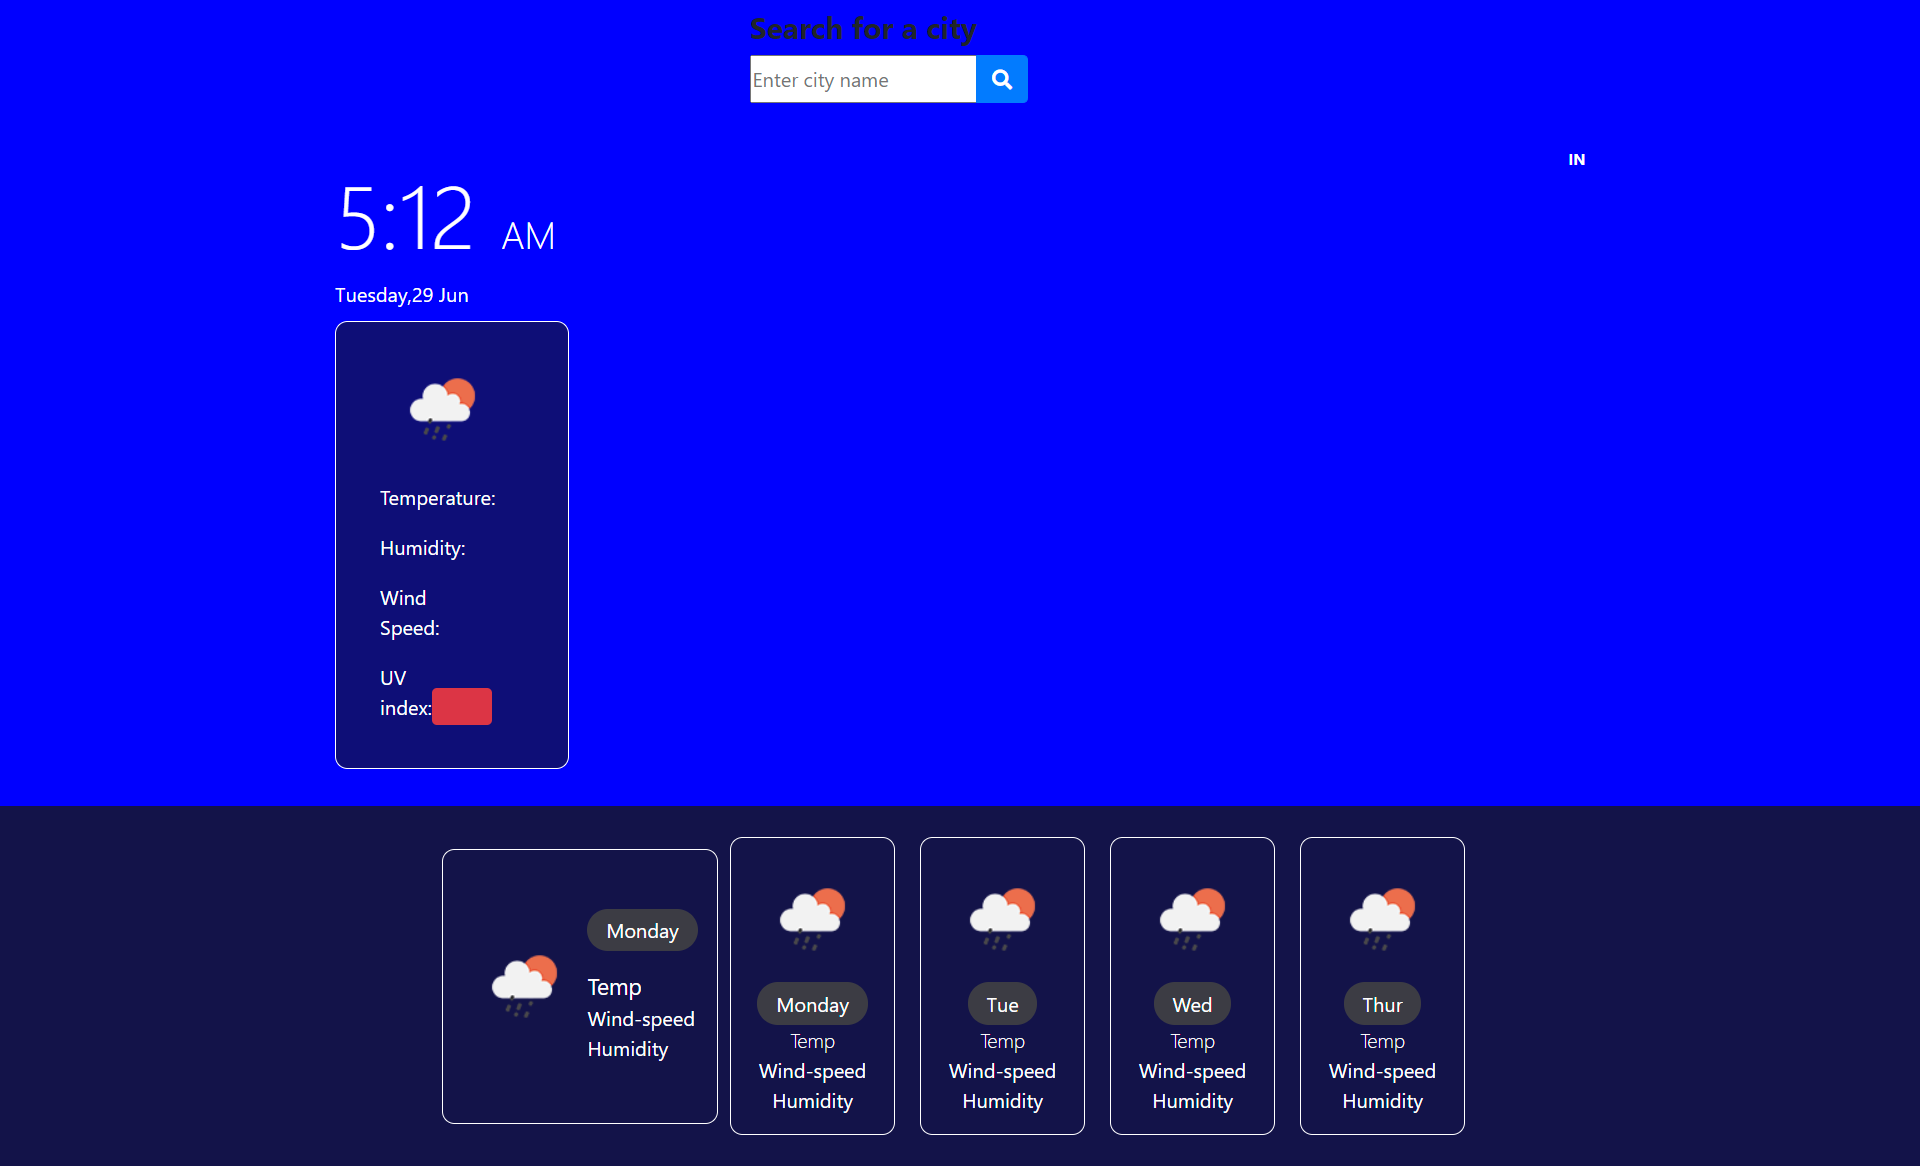 Search for a city
Enter city name
IN
5:12 AM
Tuesday,29 Jun
Temperature:
Humidity:
Wind
Speed:
UV
index:
Monday
Temp
Wind-speed
Humidity
Monday
Temp
Wind-speed
Humidity
Tue
Temp
Wind-speed
Humidity
Wed
Temp
Wind-speed
Humidity
Thur
Temp
Wind-speed
Humidity